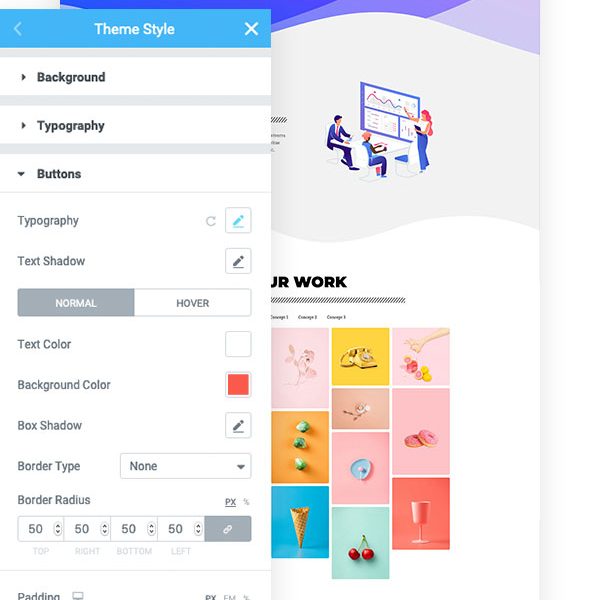 Theme Style
Background
Typography
Buttons
Typography
Text Shadow
NORMAL HOVER
Text Color
Background Color
Box Shadow
Border Type None
Border Radius PX %
50 50 50 50
TOP RIGHT BOTTOM LEFT
Padding PX EM %
UR WORK
Concept 1 Concept 2 Concept 3